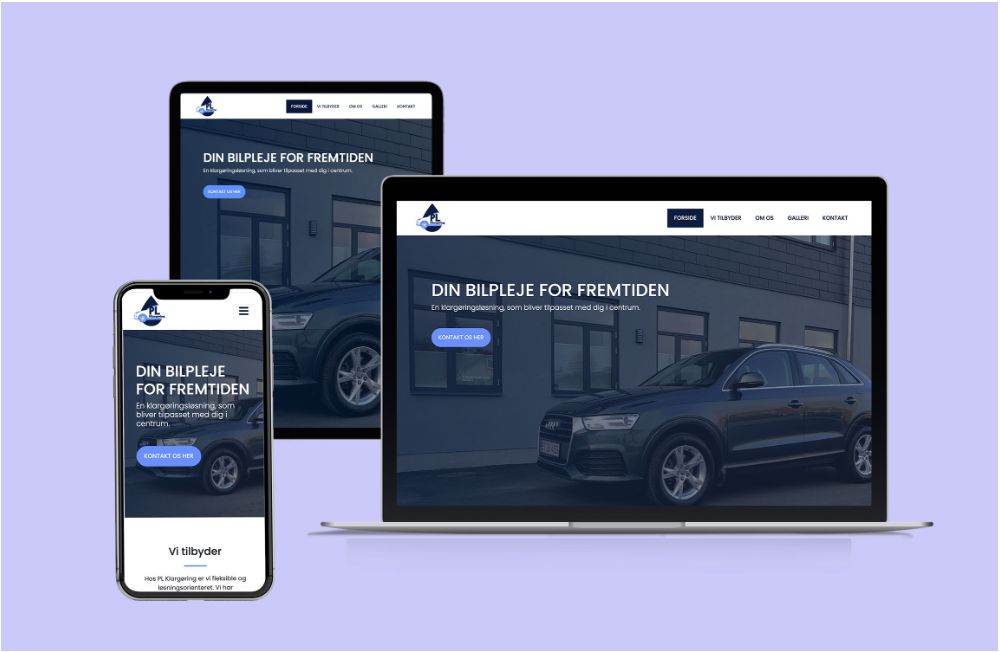 FORSIDE VI TILBYDER OM OS GALLERI KONTAKT
DIN BILPLEJE FOR FREMTIDEN
En klargøringsløsning, som bliver tilpasset med dig i centrum.
KONTAKT OS HER
PL
FORSIDE VI TILBYDER OM OS GALLERI KONTAKT
DIN BILPLEJE FOR FREMTIDEN
En klargøringsløsning, som bliver tilpasset med dig i centrum.
KONTAKT OS HER
PL
DIN BILPLEJE
FOR FREMTIDEN
En klargøringsløsning, som
bliver tilpasset med dig i
centrum.
KONTAKT OS HER
Vi tilbyder
Hos PL Klargøring er vi fleksible og
løsningsorienteret. Vi har